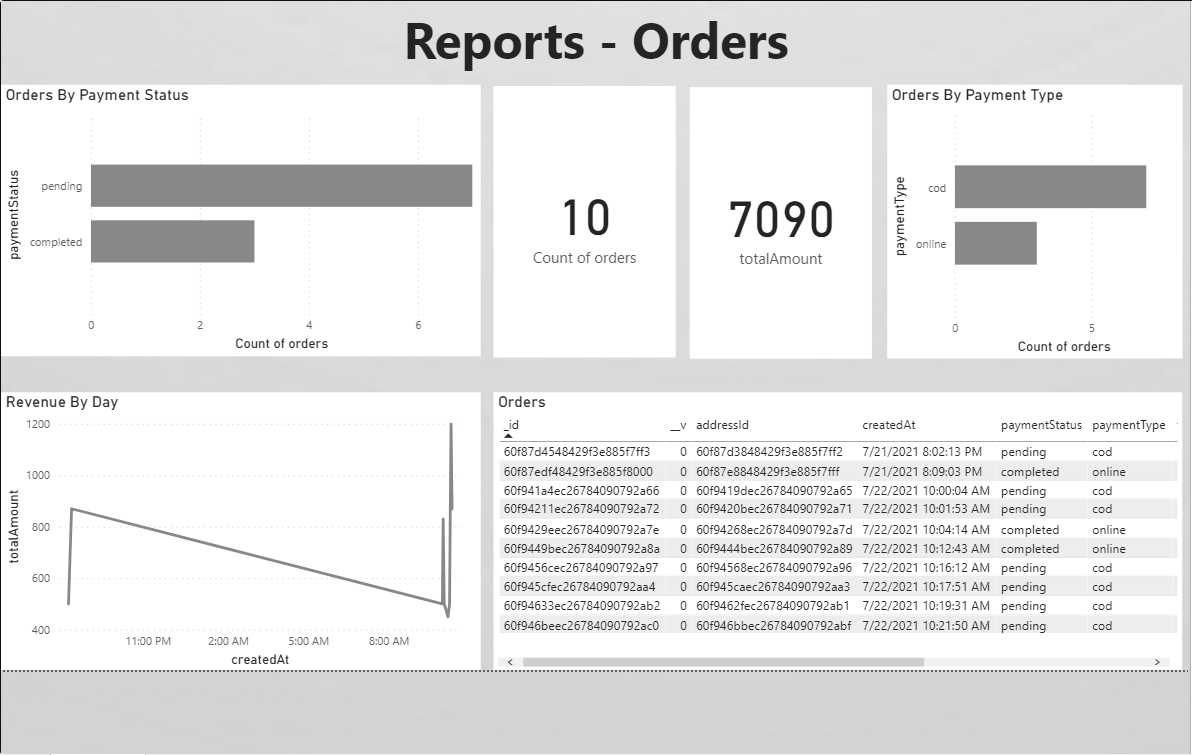 Reports - Orders
Orders By Payment Status
paymentStatus
pending
completed
0 2 4 6
Count of orders
10
Count of orders
7090
totalAmount
Orders By Payment Type
paymentType
cod
online
0 5
Count of orders
Revenue By Day
totalAmount
1200
1000
800
600
400
11:00 PM 2:00 AM 5:00 AM 8:00 AM
createdAt
Orders
_id __v addressId createdAt paymentStatus paymentType
60f87d4548429f3e885f7ff3 0 60f87d3848429f3e885f7ff2 7/21/2021 8:02:13 PM pending cod
60f87edf48429f3e885f8000 0 60f87e8848429f3e885f7fff 7/21/2021 8:09:03 PM completed online
60f941a4ec26784090792a66 0 60f9419dec26784090792a65 7/22/2021 10:00:04 AM pending cod
60f94211ec26784090792a72 0 60f9420bec26784090792a71 7/22/2021 10:01:53 AM pending cod
60f9429eec26784090792a7e 0 60f94268ec26784090792a7d 7/22/2021 10:04:14 AM completed online
60f9449bec26784090792a8a 0 60f9444bec26784090792a89 7/22/2021 10:12:43 AM completed online
60f9456cec26784090792a97 0 60f94568ec26784090792a96 7/22/2021 10:16:12 AM pending cod
60f945cfec26784090792aa4 0 60f945caec26784090792aa3 7/22/2021 10:17:51 AM pending cod
60f94633ec26784090792ab2 0 60f9462fec26784090792ab1 7/22/2021 10:19:31 AM pending cod
60f946beec26784090792ac0 0 60f946bbec26784090792abf 7/22/2021 10:21:50 AM pending cod